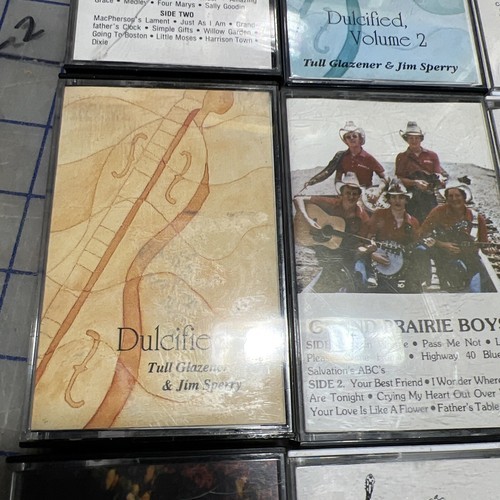 Grace • Medley • Four Marys • Sally Goodin
SIDE TWO
MacPherson's Lament • Just As I Am • Grand-
father's Clock • Simple Gifts • Willow Garden •
Going To Boston • Little Moses • Harrison Town •
Dixie
Dulcified,
Volume 2
Tull Glazener & Jim Sperry
Dulcifie
Tull Glazener
& Jim Sperry
PRAIRIE BOYS
SIDE • Pass Me Not •
Highway 40 Blue
Salvation's ABC's
SIDE 2. Your Best Friend • I Wonder Where
Are Tonight • Crying My Heart Out Over
Your Love Is Like A Flower • Father's Table